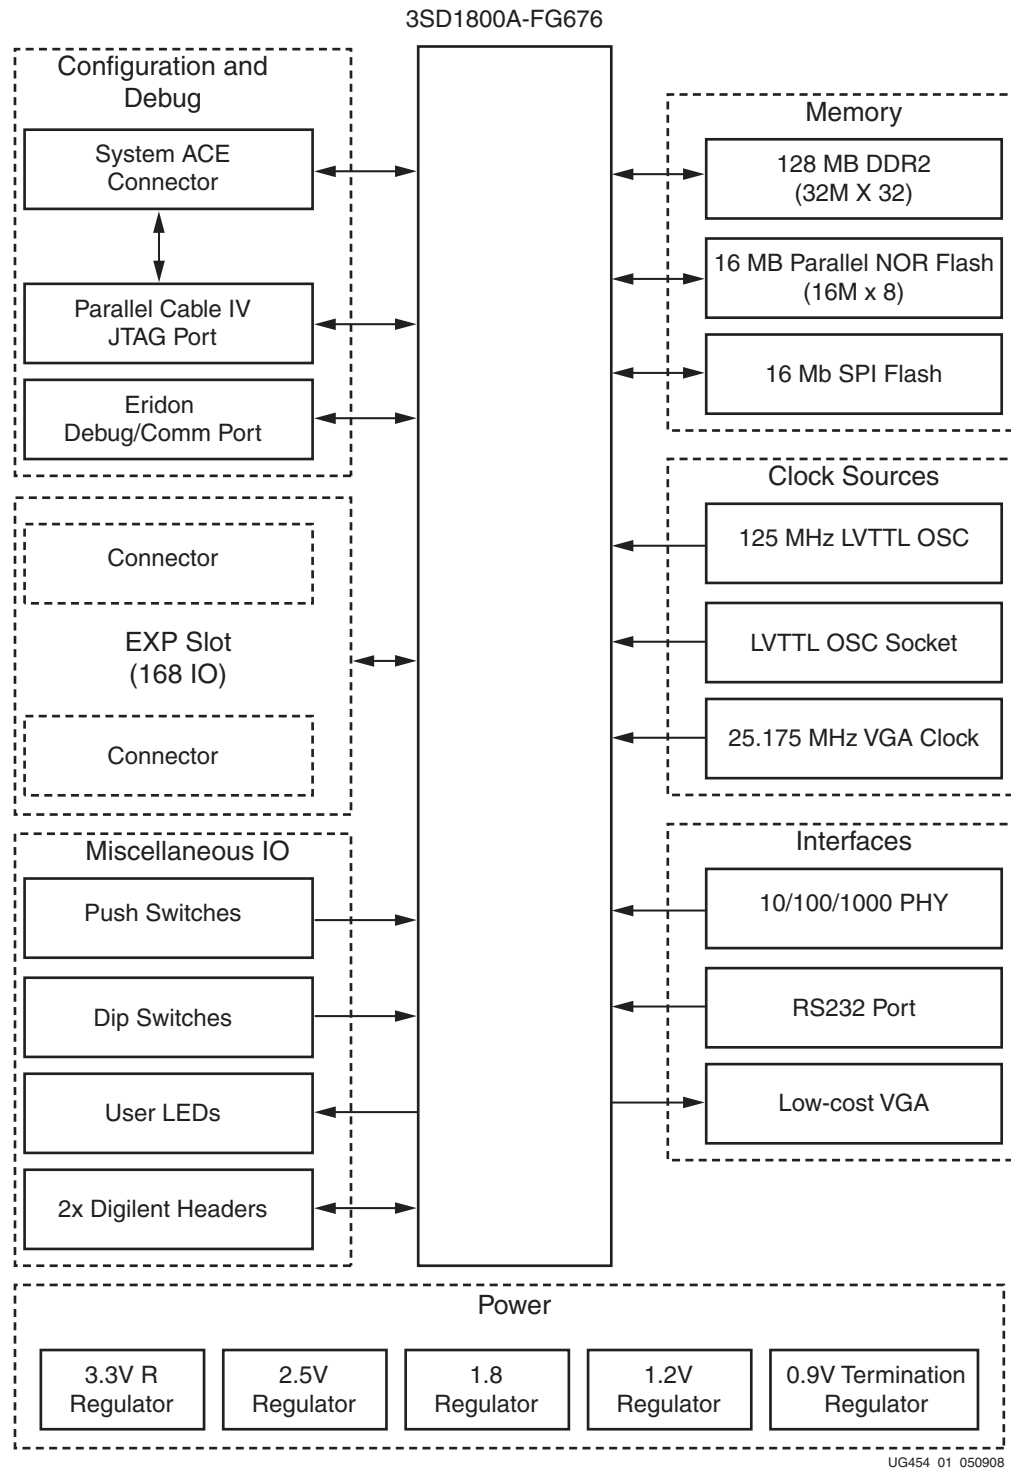 3SD1800A-FG676
Configuration and
Debug
System ACE
Connector
Parallel Cable IV
JTAG Port
Eridon
Debug/Comm Port
Connector
EXP Slot
(168 IO)
Connector
Miscellaneous IO
Push Switches
Dip Switches
User LEDs
2x Digilent Headers
Memory
128 MB DDR2
(32M X 32)
16 MB Parallel NOR Flash
(16M x 8)
16 Mb SPI Flash
Clock Sources
125 MHz LVTTL OSC
LVTTL OSC Socket
25.175 MHz VGA Clock
Interfaces
10/100/1000 PHY
RS232 Port
Low-cost VGA
Power
3.3V R
Regulator
2.5V
Regulator
1.8
Regulator
1.2V
Regulator
0.9V Termination
Regulator
UG454_01_050908